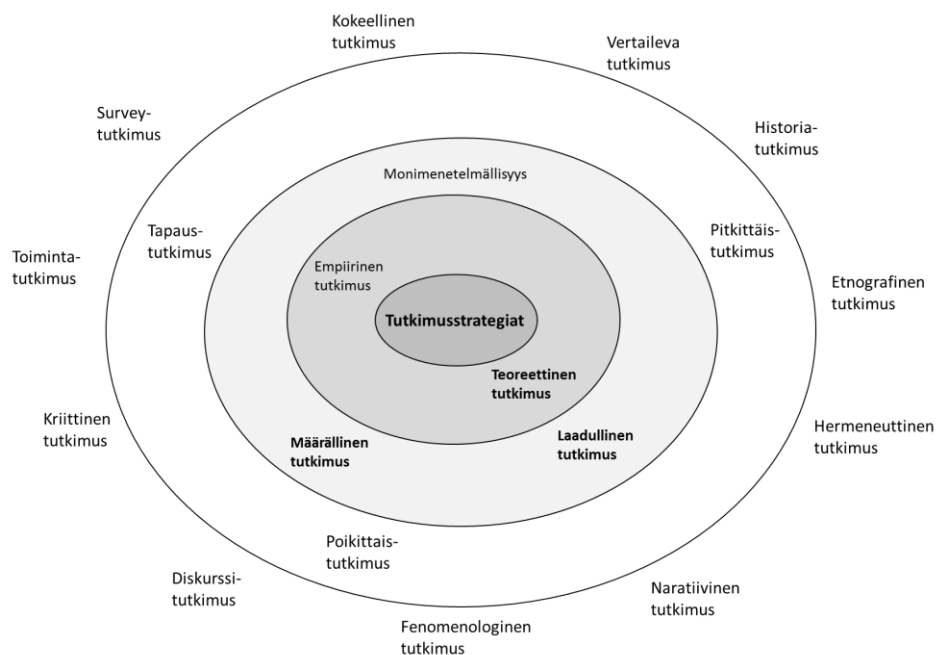 Kokeellinen
tutkimus
Vertaileva
tutkimus
Survey-
tutkimus
Historia-
tutkimus
Monimenetelmällisyys
Tapaus-
tutkimus
Pitkittäis-
tutkimus
Toiminta-
tutkimus
Empiirinen
tutkimus
Etnografinen
tutkimus
Tutkimusstrategiat
Teoreettinen
tutkimus
Kriittinen
tutkimus
Määrällinen
tutkimus
Laadullinen
tutkimus
Hermeneuttinen
tutkimus
Poikittais-
tutkimus
Diskurssi-
tutkimus
Naratiivinen
tutkimus
Fenomenologinen
tutkimus